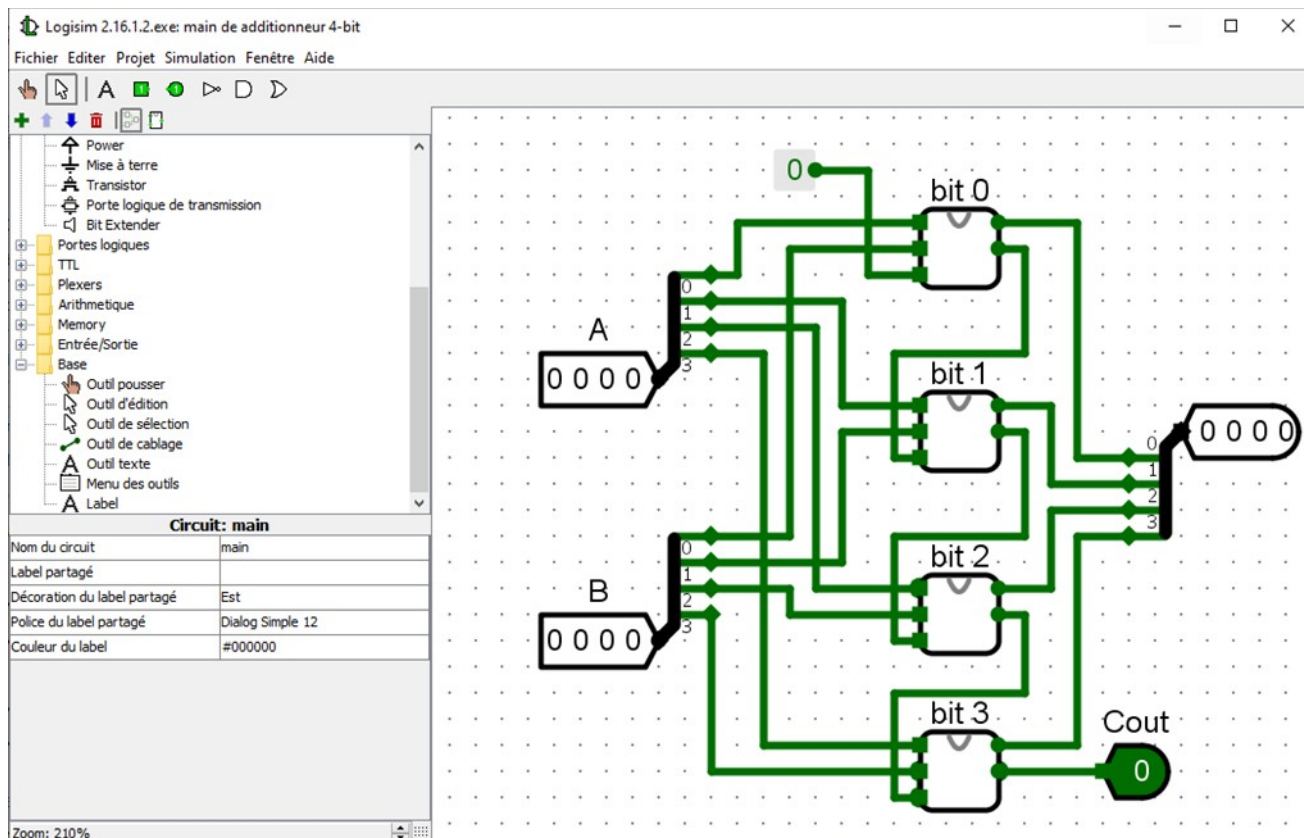 Logisim 2.16.1.2.exe: main de additionneur 4-bit
Fichier Editer Projet Simulation Fenêtre Aide
A 1 1
Power
Mise à terre
Transistor
Porte logique de transmission
Bit Extender
Portes logiques
TTL
Plexers
Arithmetique
Memory
Entrée/Sortie
Base
Outil pousser
Outil d'édition
Outil de sélection
Outil de cablage
A Outil texte
Menu des outils
A Label
Circuit: main
Nom du circuit main
Label partagé
Décoration du label partagé Est
Police du label partagé Dialog Simple 12
Couleur du label #000000
Zoom: 210%
0
bit 0
0
1
2
3
A
0 0 0 0
bit 1
0
1
2
3
0 0 0 0
0
1
2
3
B
0 0 0 0
bit 2
bit 3
Cout
0